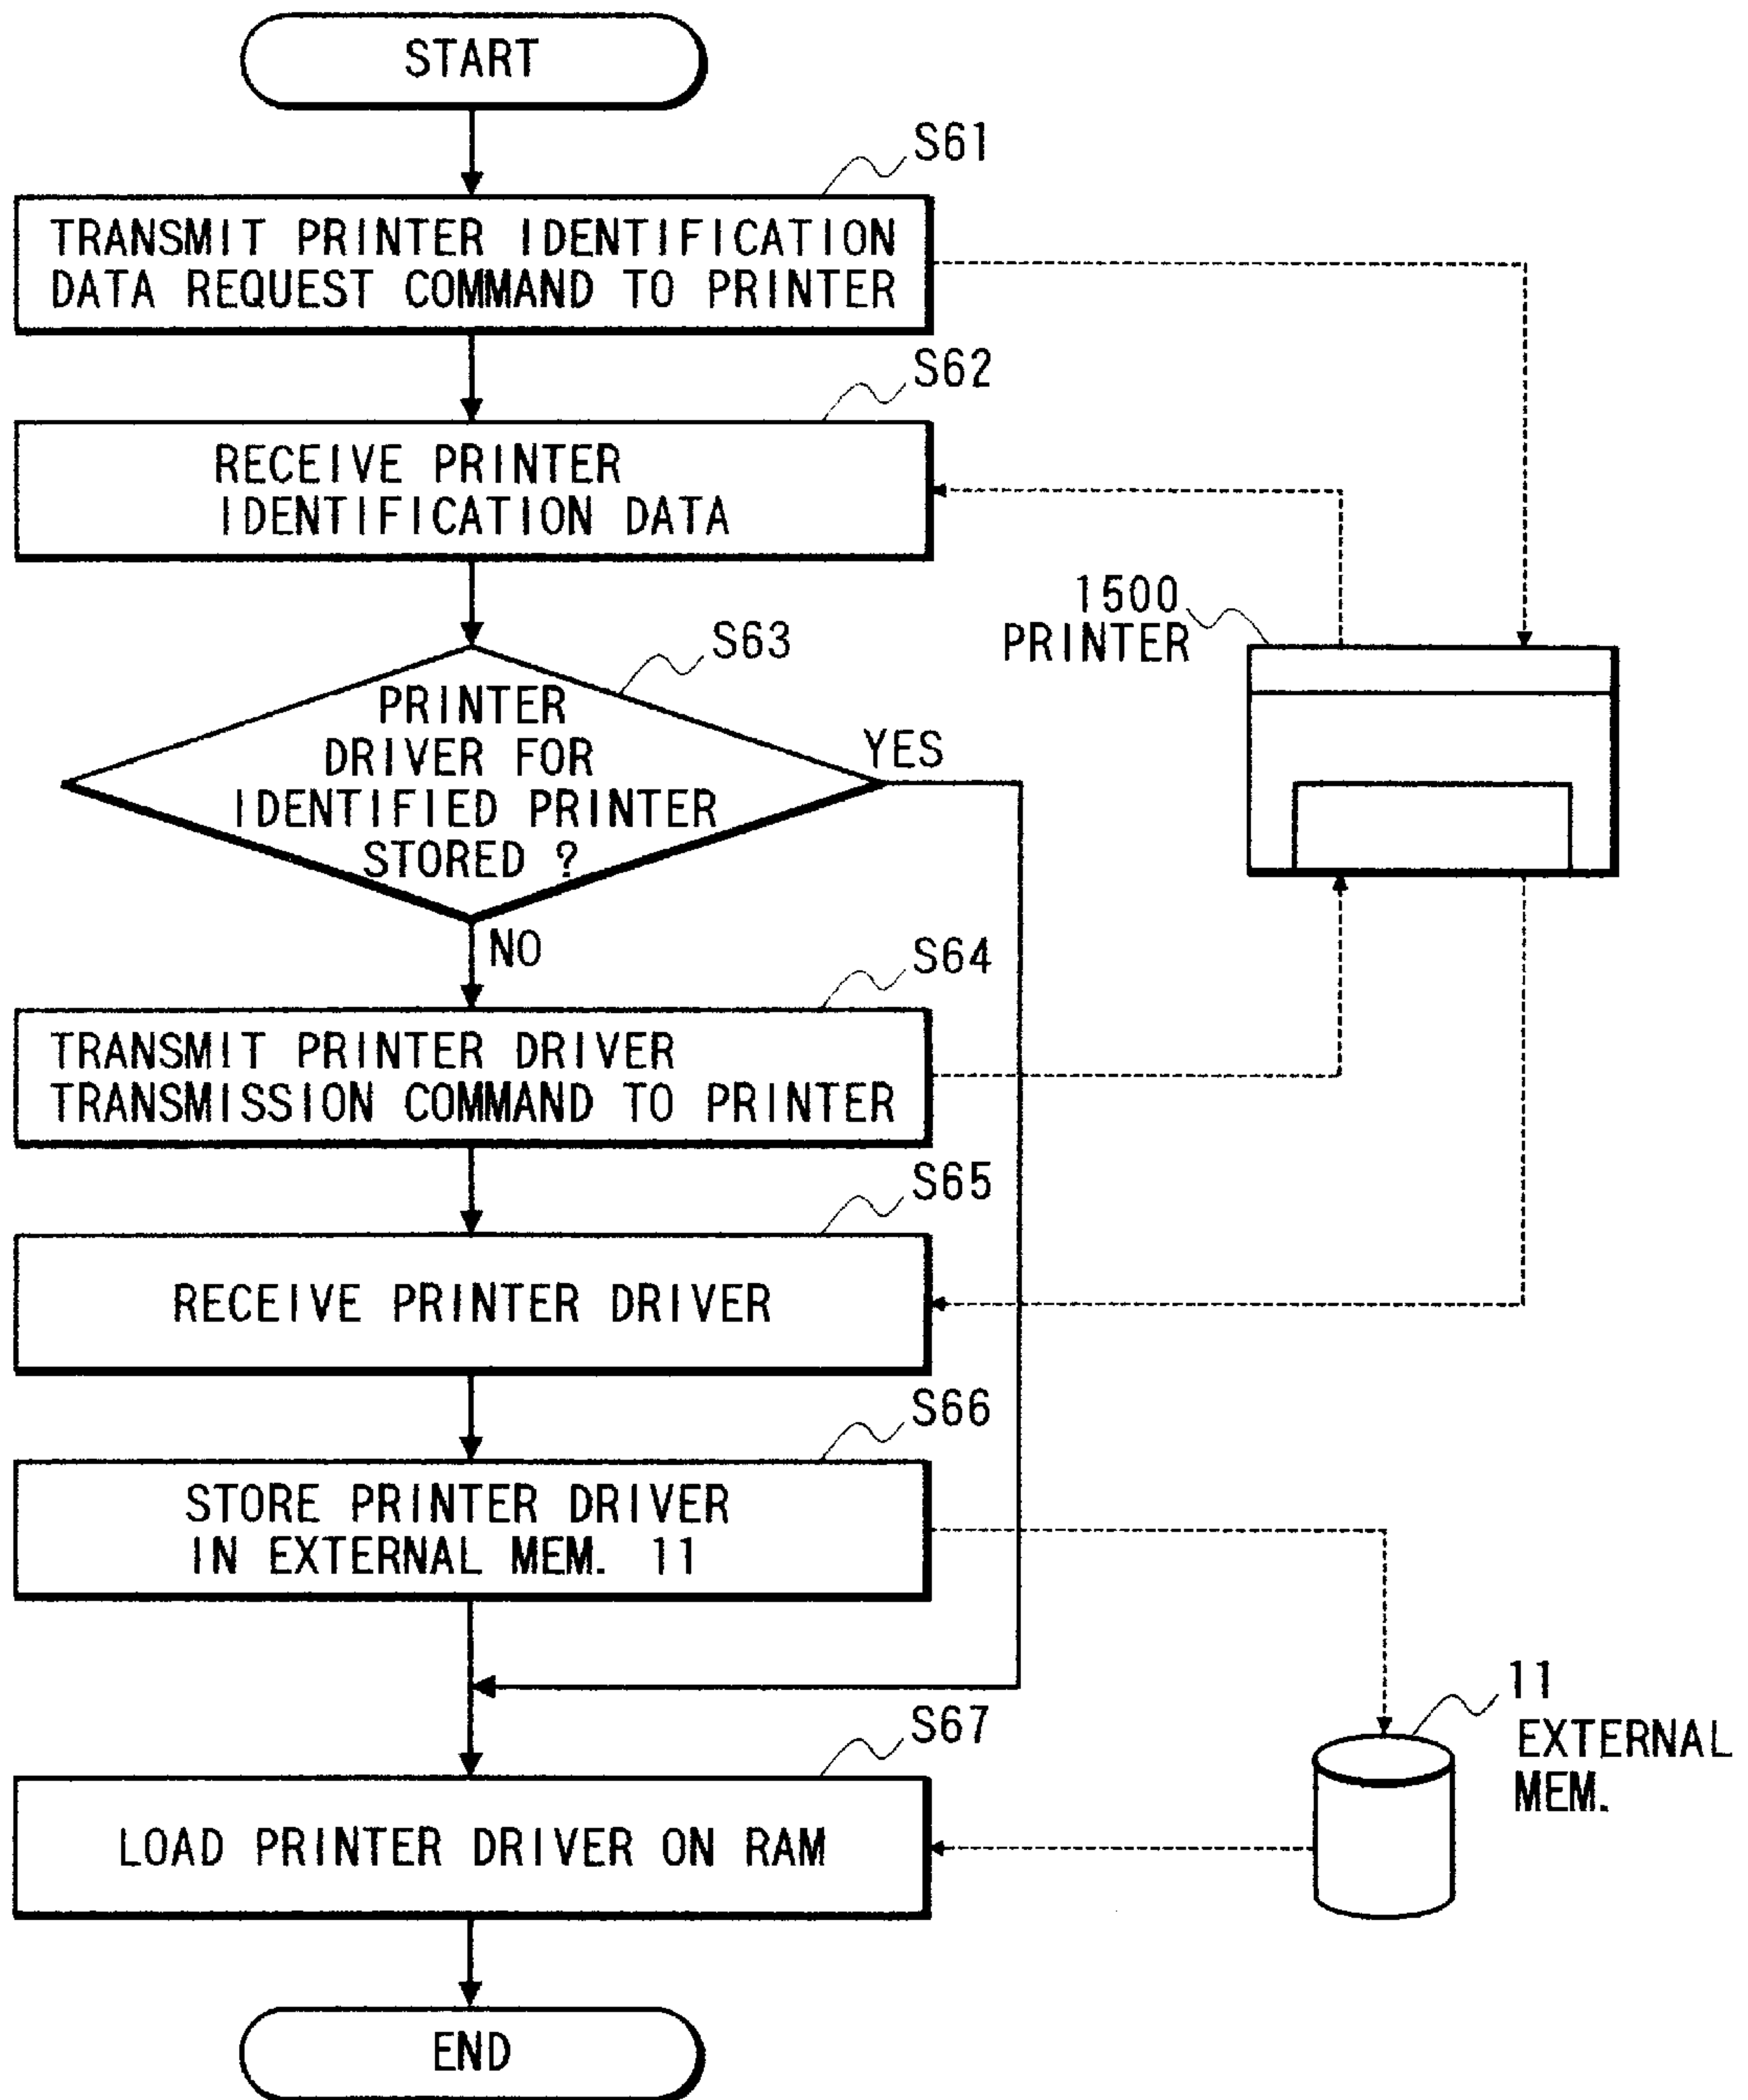 START
S61
TRANSMIT PRINTER IDENTIFICATION
DATA REQUEST COMMAND TO PRINTER
S62
RECEIVE PRINTER
IDENTIFICATION DATA
1500
PRINTER
S63
PRINTER
DRIVER FOR
IDENTIFIED PRINTER
STORED ?
YES
NO
S64
TRANSMIT PRINTER DRIVER
TRANSMISSION COMMAND TO PRINTER
S65
RECEIVE PRINTER DRIVER
S66
STORE PRINTER DRIVER
IN EXTERNAL MEM. 11
11
EXTERNAL
MEM.
S67
LOAD PRINTER DRIVER ON RAM
END